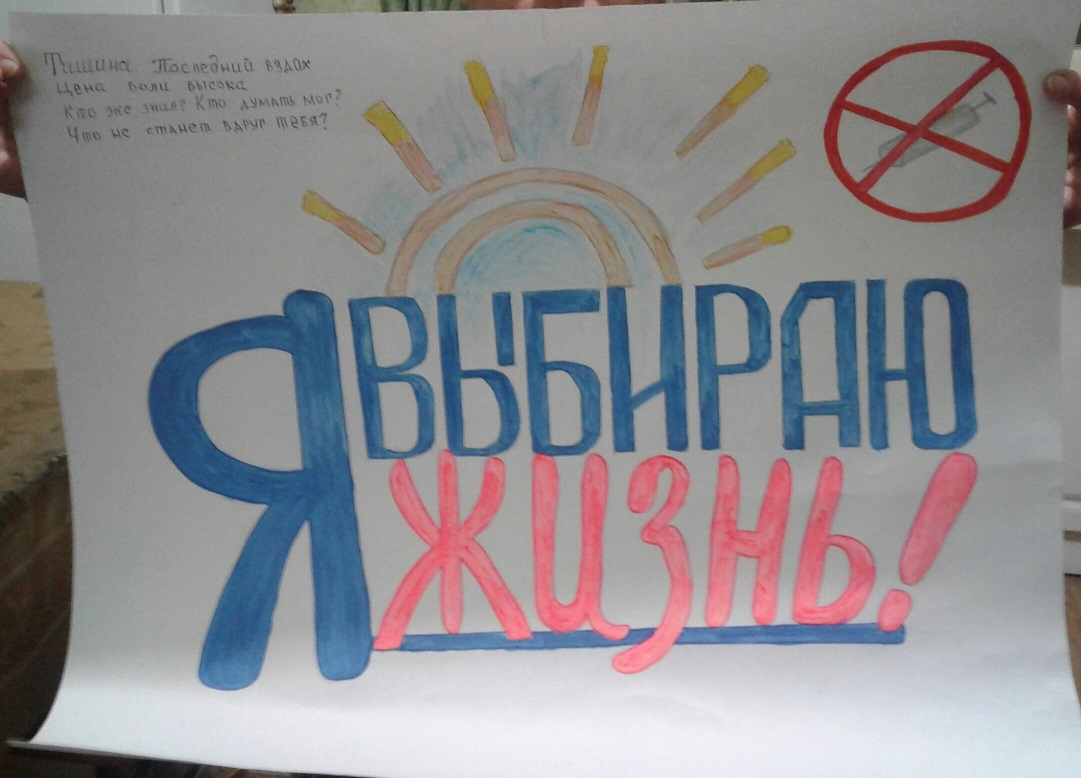 Тишина. Последний вздох
Цена боли высока
Кто же знал? Кто думать мог?
Что не станет вдруг тебя?
Я ВЫБИРАЮ
ЖИЗНЬ!